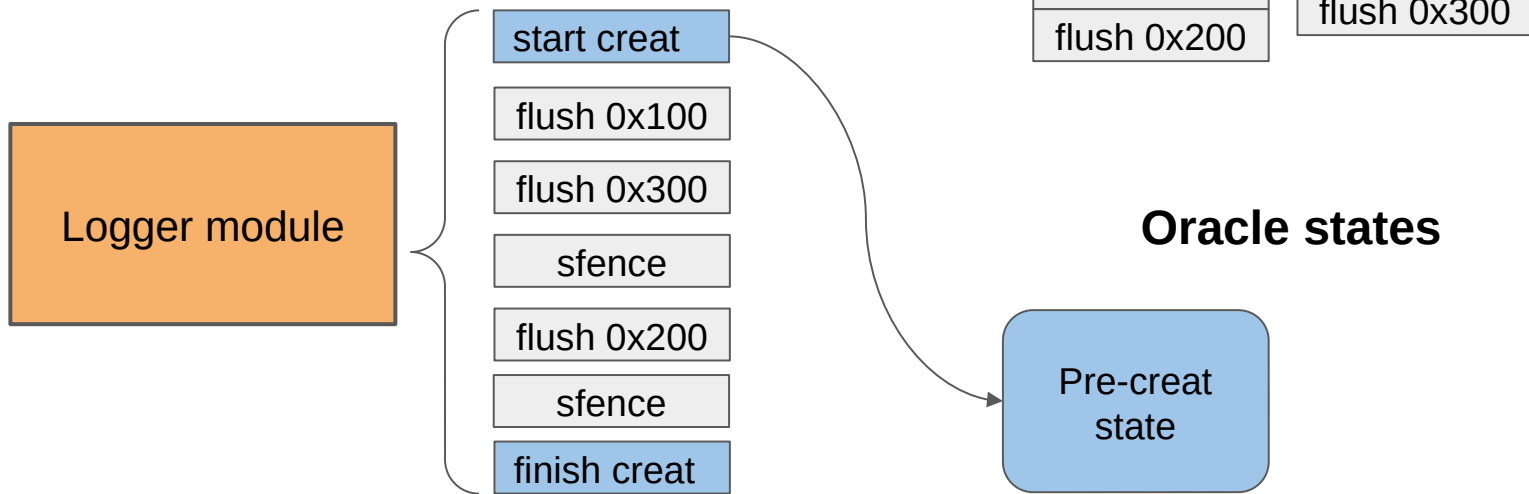 start creat
flush 0x100
flush 0x300
sfence
flush 0x200
sfence
finish creat
Logger module
flush 0x200
flush 0x300
Oracle states
Pre-creat
state